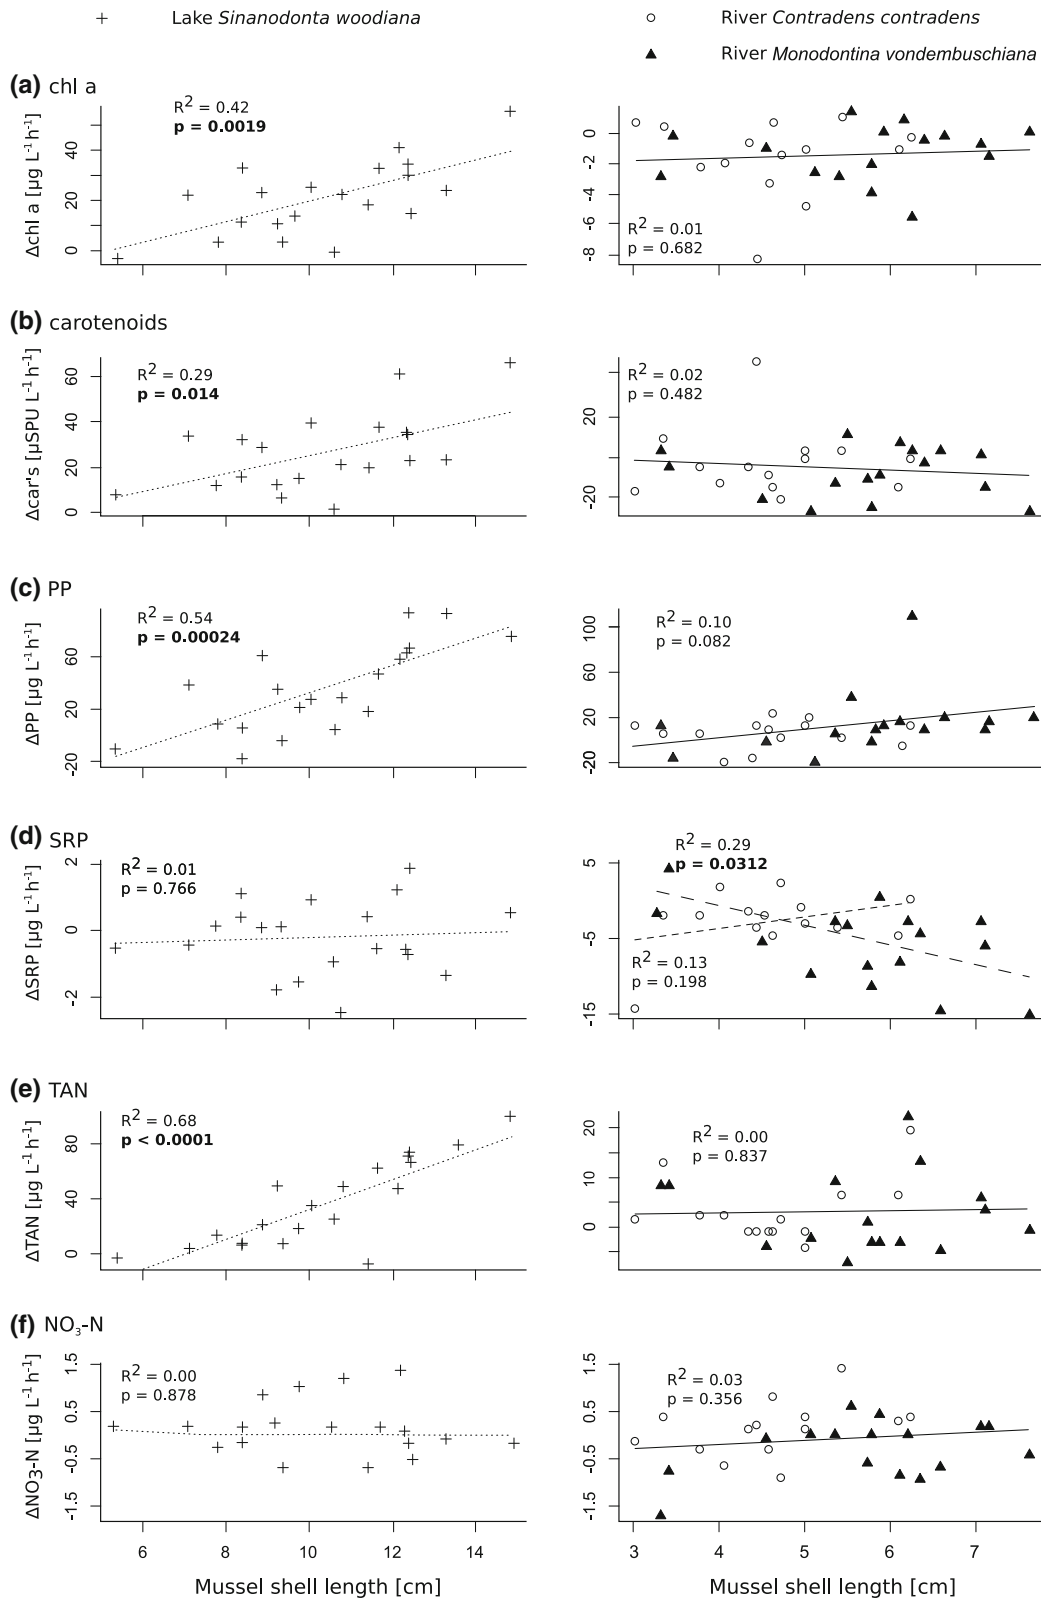 Lake Sinanodonta woodiana
River Contradens contradens
River Monodontina vondembuschiana
(a) chl a
R² = 0.42
p = 0.0019
Δchl a [µg L⁻¹ h⁻¹]
0 20 40
R² = 0.01
p = 0.682
-8 -6 -4 -2 0
(b) carotenoids
R² = 0.29
p = 0.014
Δcar's [µSPU L⁻¹ h⁻¹]
0 20 40 60
R² = 0.02
p = 0.482
-20 20
(c) PP
R² = 0.54
p = 0.00024
ΔPP [µg L⁻¹ h⁻¹]
-20 20 60
R² = 0.10
p = 0.082
-20 20 60 100
(d) SRP
R² = 0.01
p = 0.766
ΔSRP [µg L⁻¹ h⁻¹]
-2 0 2
R² = 0.29
p = 0.0312
R² = 0.13
p = 0.198
-15 -5 5
(e) TAN
R² = 0.68
p < 0.0001
ΔTAN [µg L⁻¹ h⁻¹]
0 40 80
R² = 0.00
p = 0.837
0 10 20
(f) NO₃-N
R² = 0.00
p = 0.878
ΔNO₃-N [µg L⁻¹ h⁻¹]
-1.5 -0.5 0.5 1.5
R² = 0.03
p = 0.356
-1.5 -0.5 0.5 1.5
6 8 10 12 14
Mussel shell length [cm]
3 4 5 6 7
Mussel shell length [cm]